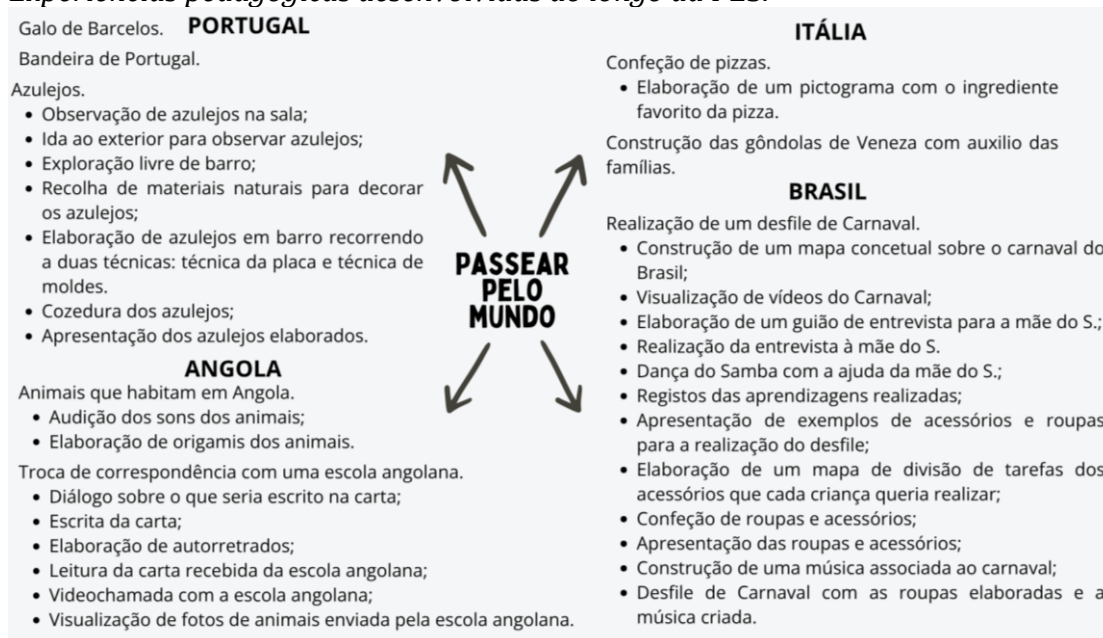 Experiências pedagógicas desenvolvidas ao longo da PES.
PORTUGAL
Galo de Barcelos.
Bandeira de Portugal.
Azulejos.
• Observação de azulejos na sala;
• Ida ao exterior para observar azulejos;
• Exploração livre de barro;
• Recolha de materiais naturais para decorar
os azulejos;
• Elaboração de azulejos em barro recorrendo
a duas técnicas: técnica da placa e técnica de
moldes.
• Cozedura dos azulejos;
• Apresentação dos azulejos elaborados.
ANGOLA
Animais que habitam em Angola.
• Audição dos sons dos animais;
• Elaboração de origamis dos animais.
Troca de correspondência com uma escola angolana.
• Diálogo sobre o que seria escrito na carta;
• Escrita da carta;
• Elaboração de autorretrados;
• Leitura da carta recebida da escola angolana;
• Videochamada com a escola angolana;
• Visualização de fotos de animais enviada pela escola angolana.
PASSEAR
PELO
MUNDO
ITÁLIA
Confeção de pizzas.
• Elaboração de um pictograma com o ingrediente
favorito da pizza.
Construção das gôndolas de Veneza com auxilio das
famílias.
BRASIL
Realização de um desfile de Carnaval.
• Construção de um mapa concetual sobre o carnaval do
Brasil;
• Visualização de vídeos do Carnaval;
• Elaboração de um guião de entrevista para a mãe do S.;
• Realização da entrevista à mãe do S.
• Dança do Samba com a ajuda da mãe do S.;
• Registos das aprendizagens realizadas;
• Apresentação de exemplos de acessórios e roupas
para a realização do desfile;
• Elaboração de um mapa de divisão de tarefas dos
acessórios que cada criança queria realizar;
• Confeção de roupas e acessórios;
• Apresentação das roupas e acessórios;
• Construção de uma música associada ao carnaval;
• Desfile de Carnaval com as roupas elaboradas e a
música criada.